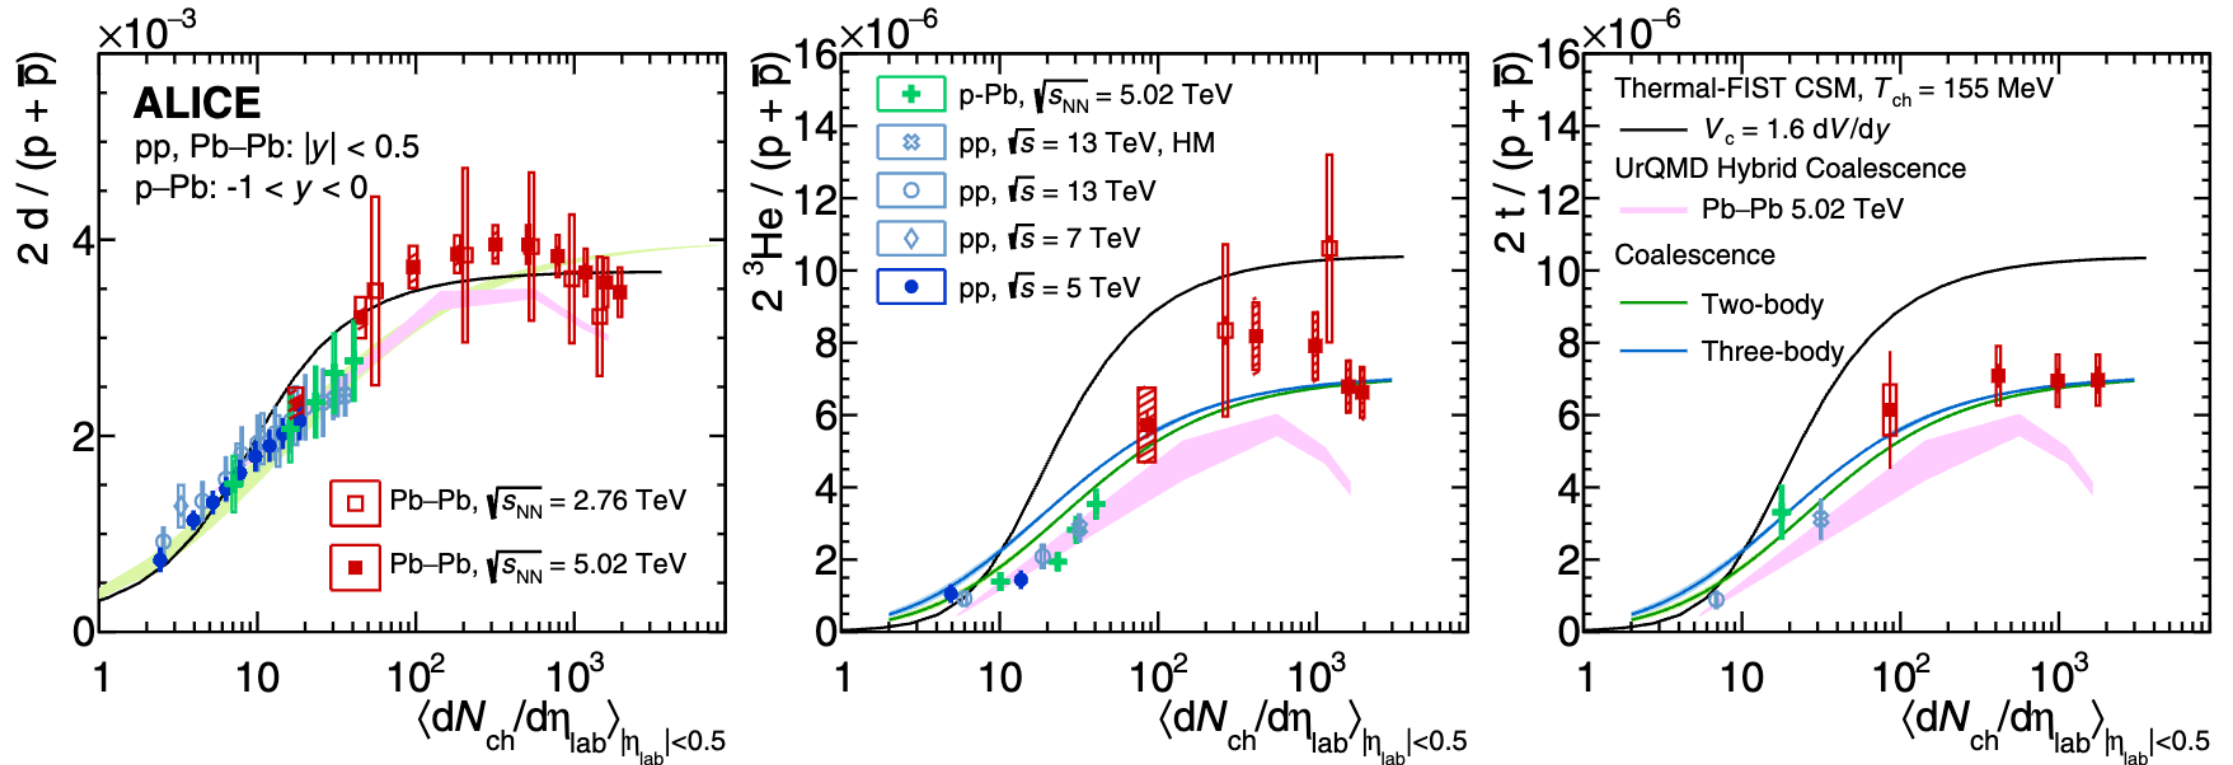 ×10⁻³
2 d / (p + p̅)
ALICE
pp, Pb–Pb: |y| < 0.5
p–Pb: -1 < y < 0
Pb–Pb, √sNN = 2.76 TeV
Pb–Pb, √sNN = 5.02 TeV
4
2
0
1 10 10² 10³
⟨dNch/dηlab⟩|ηlab|<0.5
×10⁻⁶
2 ³He / (p + p̅)
p-Pb, √sNN = 5.02 TeV
pp, √s = 13 TeV, HM
pp, √s = 13 TeV
pp, √s = 7 TeV
pp, √s = 5 TeV
16
14
12
10
8
6
4
2
0
1 10 10² 10³
⟨dNch/dηlab⟩|ηlab|<0.5
×10⁻⁶
2 t / (p + p̅)
Thermal-FIST CSM, Tch = 155 MeV
Vc = 1.6 dV/dy
UrQMD Hybrid Coalescence
Pb–Pb 5.02 TeV
Coalescence
Two-body
Three-body
16
14
12
10
8
6
4
2
0
1 10 10² 10³
⟨dNch/dηlab⟩|ηlab|<0.5